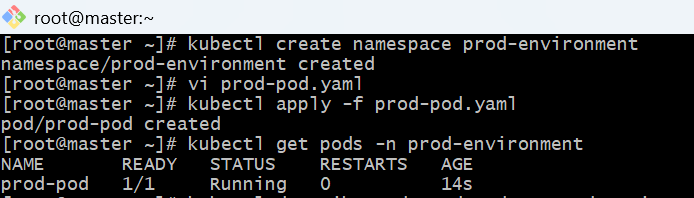 root@master:~
[root@master ~]# kubectl create namespace prod-environment
namespace/prod-environment created
[root@master ~]# vi prod-pod.yaml
[root@master ~]# kubectl apply -f prod-pod.yaml
pod/prod-pod created
[root@master ~]# kubectl get pods -n prod-environment
NAME       READY   STATUS    RESTARTS   AGE
prod-pod   1/1     Running   0          14s